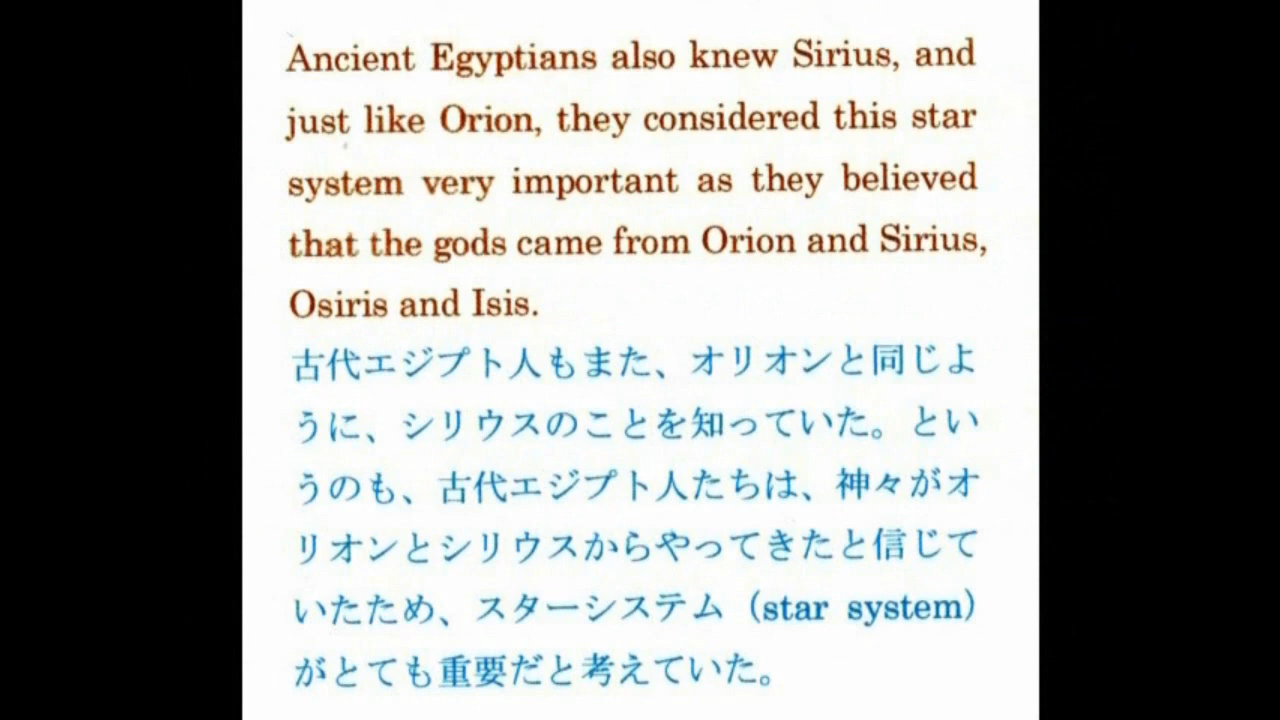 Ancient Egyptians also knew Sirius, and
just like Orion, they considered this star
system very important as they believed
that the gods came from Orion and Sirius,
Osiris and Isis.
古代エジプト人もまた、オリオンと同じよ
うに、シリウスのことを知っていた。とい
うのも、古代エジプト人たちは、神々がオ
リオンとシリウスからやってきたと信じて
いたため、スターシステム（star system）
がとても重要だと考えていた。